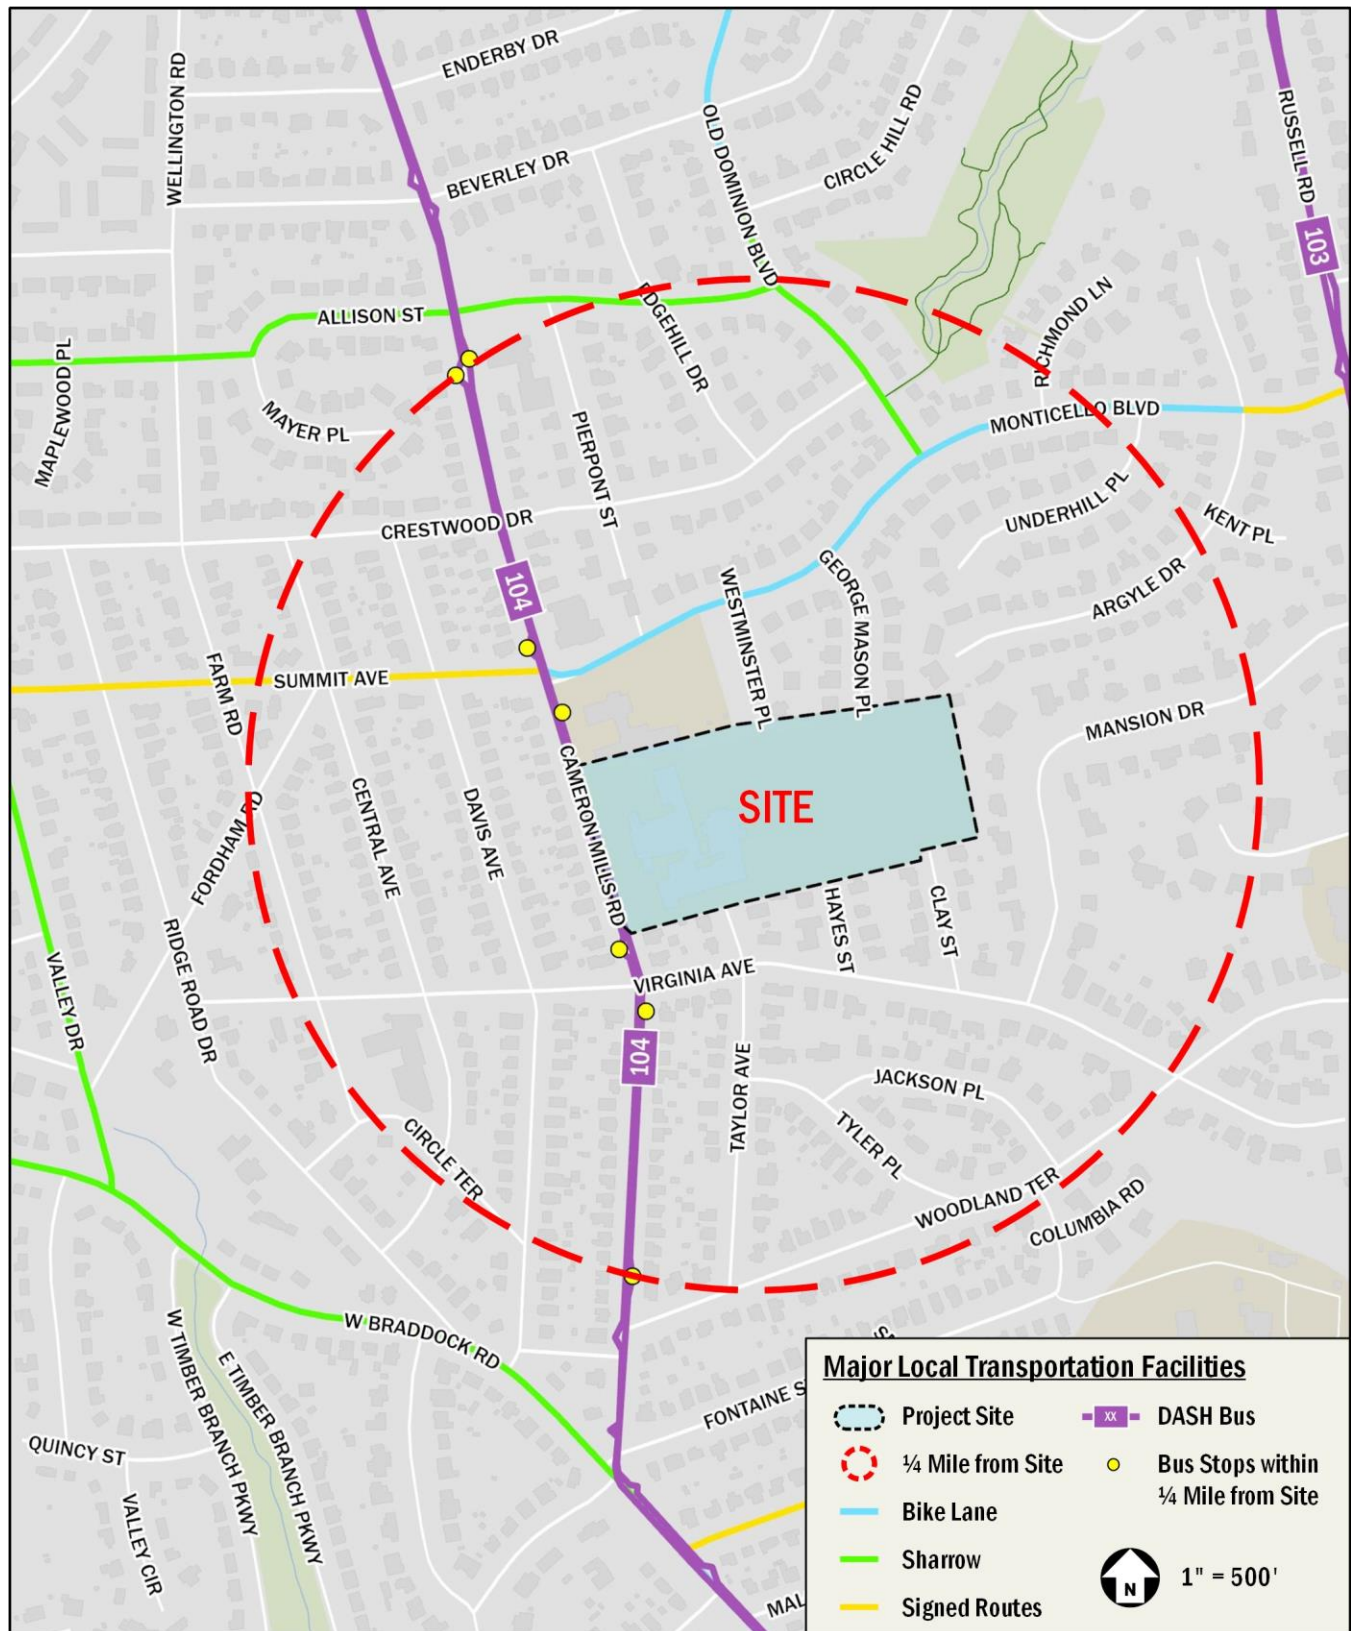 ENDERBY DR
WELLINGTON RD
BEVERLEY DR
OLD DOMINION BLVD
CIRCLE HILL RD
RUSSELL RD
103
ALLISON ST
EDGEHILL DR
RICHMOND LN
MAPLEWOOD PL
MAYER PL
PIERPONT ST
MONTICELLO BLVD
CRESTWOOD DR
UNDERHILL PL
KENT PL
104
WESTMINSTER PL
GEORGE MASON PL
ARGYLE DR
FARM RD
SUMMIT AVE
MANSION DR
FORDHAM RD
CENTRAL AVE
DAVIS AVE
CAMERON MILLS RD
SITE
HAYES ST
CLAY ST
VALLEY DR
RIDGE ROAD DR
VIRGINIA AVE
104
TAYLOR AVE
JACKSON PL
TYLER PL
CIRCLE TER
WOODLAND TER
COLUMBIA RD
W BRADDOCK RD
W TIMBER BRANCH PKWY
E TIMBER BRANCH PKWY
FONTAINE S
QUINCY ST
VALLEY CIR
MAL
Major Local Transportation Facilities
Project Site
XX
DASH Bus
¼ Mile from Site
Bus Stops within
¼ Mile from Site
Bike Lane
Sharrow
N
1" = 500'
Signed Routes